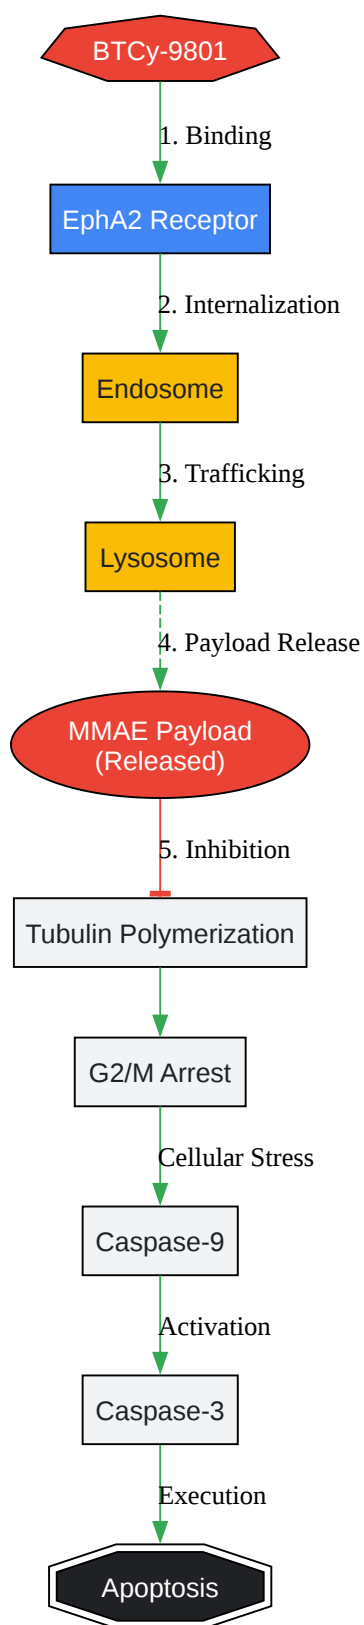 BTCy-9801
1. Binding
EphA2 Receptor
2. Internalization
Endosome
3. Trafficking
Lysosome
4. Payload Release
MMAE Payload
(Released)
5. Inhibition
Tubulin Polymerization
G2/M Arrest
Cellular Stress
Caspase-9
Activation
Caspase-3
Execution
Apoptosis